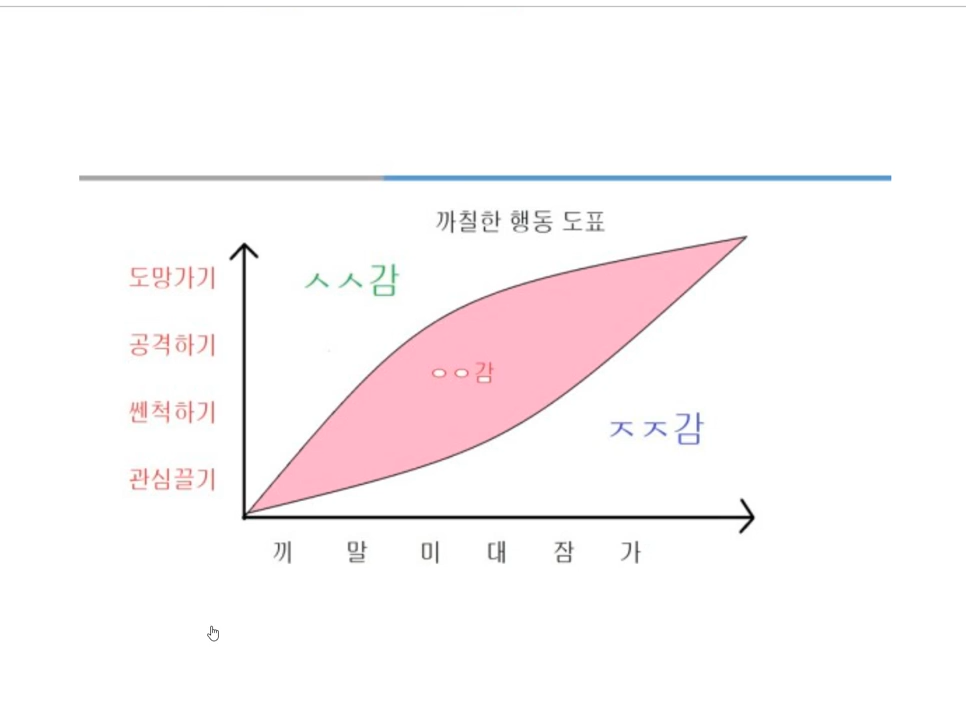 까칠한 행동 도표
도망가기
ㅅㅅ감
공격하기
ㅇㅇ감
쎈척하기
ㅈㅈ감
관심끌기
끼 말 미 대 잠 가